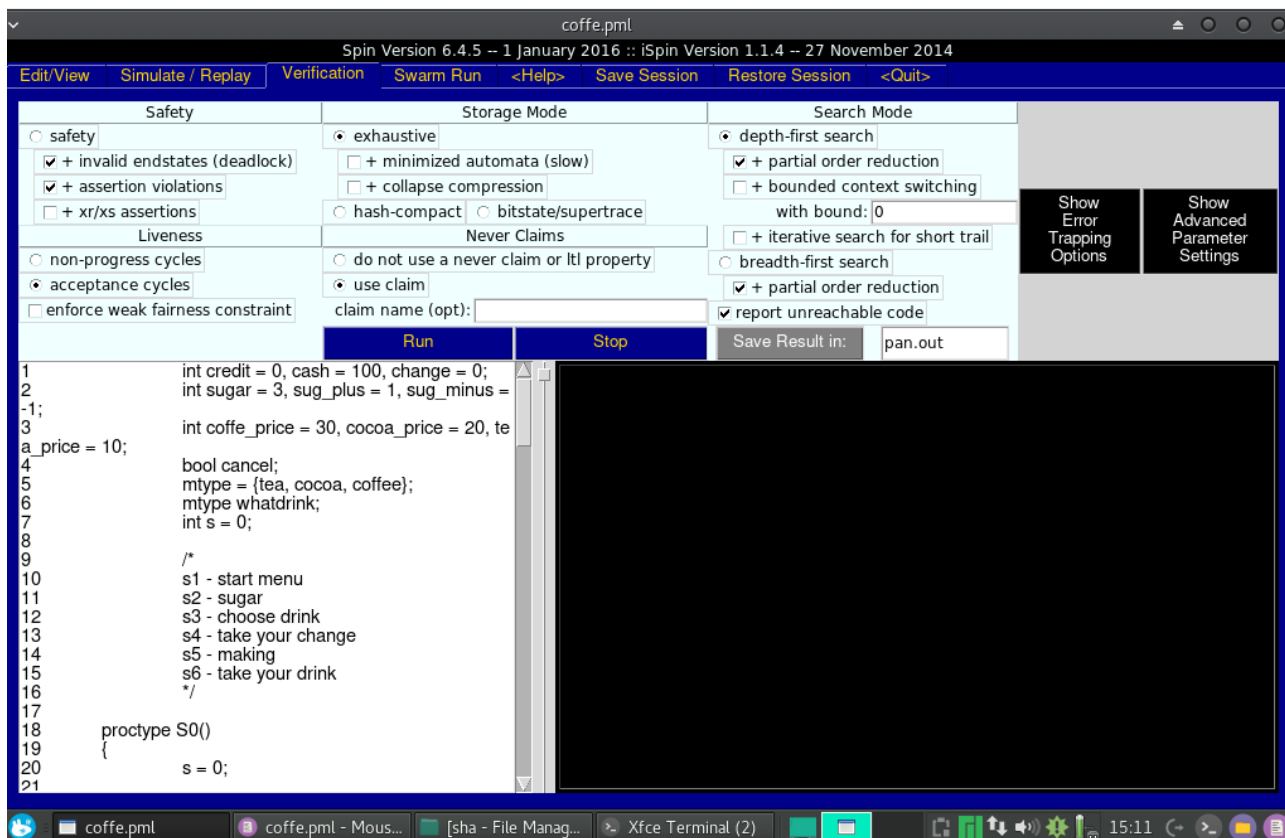 coffe.pml
Spin Version 6.4.5 -- 1 January 2016 :: iSpin Version 1.1.4 -- 27 November 2014
Edit/View Simulate / Replay Verification Swarm Run <Help> Save Session Restore Session <Quit>
Safety Storage Mode Search Mode
safety exhaustive depth-first search
+ invalid endstates (deadlock) + minimized automata (slow) + partial order reduction
+ assertion violations + collapse compression + bounded context switching
+ xr/xs assertions hash-compact bitstate/supertrace with bound: 0
Liveness Never Claims + iterative search for short trail
non-progress cycles do not use a never claim or ltl property breadth-first search
acceptance cycles use claim + partial order reduction
enforce weak fairness constraint claim name (opt): report unreachable code
Run Stop Save Result in: pan.out
Show
Error
Trapping
Options
Show
Advanced
Parameter
Settings
1 int credit = 0, cash = 100, change = 0;
2 int sugar = 3, sug_plus = 1, sug_minus =
-1;
3 int coffe_price = 30, cocoa_price = 20, te
a_price = 10;
4 bool cancel;
5 mtype = {tea, cocoa, coffee};
6 mtype whatdrink;
7 int s = 0;
8
9 /*
10 s1 - start menu
11 s2 - sugar
12 s3 - choose drink
13 s4 - take your change
14 s5 - making
15 s6 - take your drink
16 */
17
18 proctype S0()
19 {
20 s = 0;
21
coffe.pml coffe.pml - Mous... [sha - File Manag... Xfce Terminal (2) 15:11